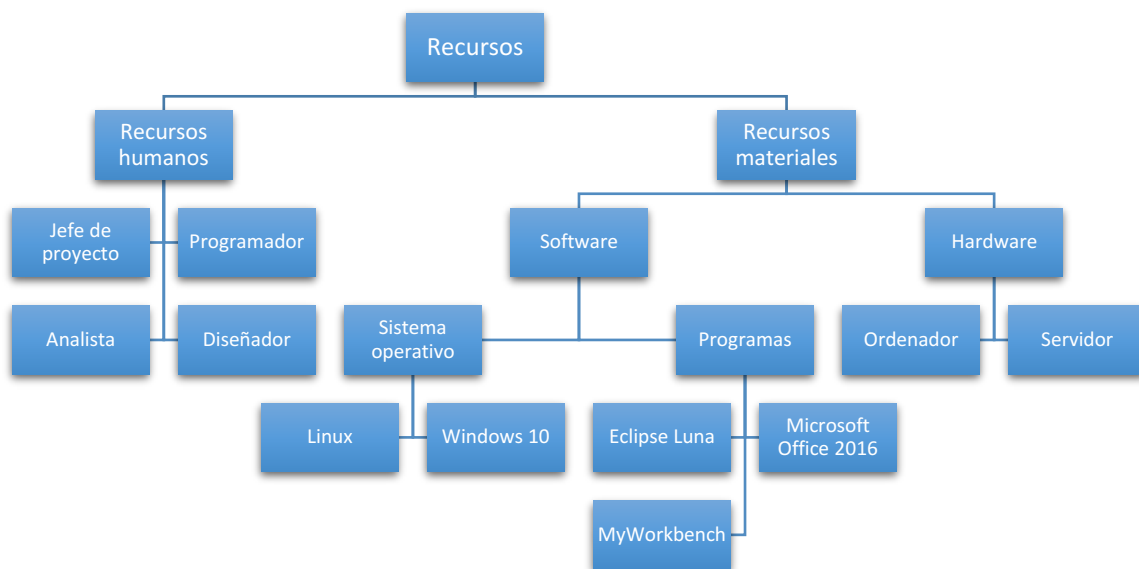 Recursos
Recursos
humanos
Recursos
materiales
Jefe de
proyecto
Programador
Software
Hardware
Analista
Diseñador
Sistema
operativo
Programas
Ordenador
Servidor
Linux
Windows 10
Eclipse Luna
Microsoft
Office 2016
MyWorkbench